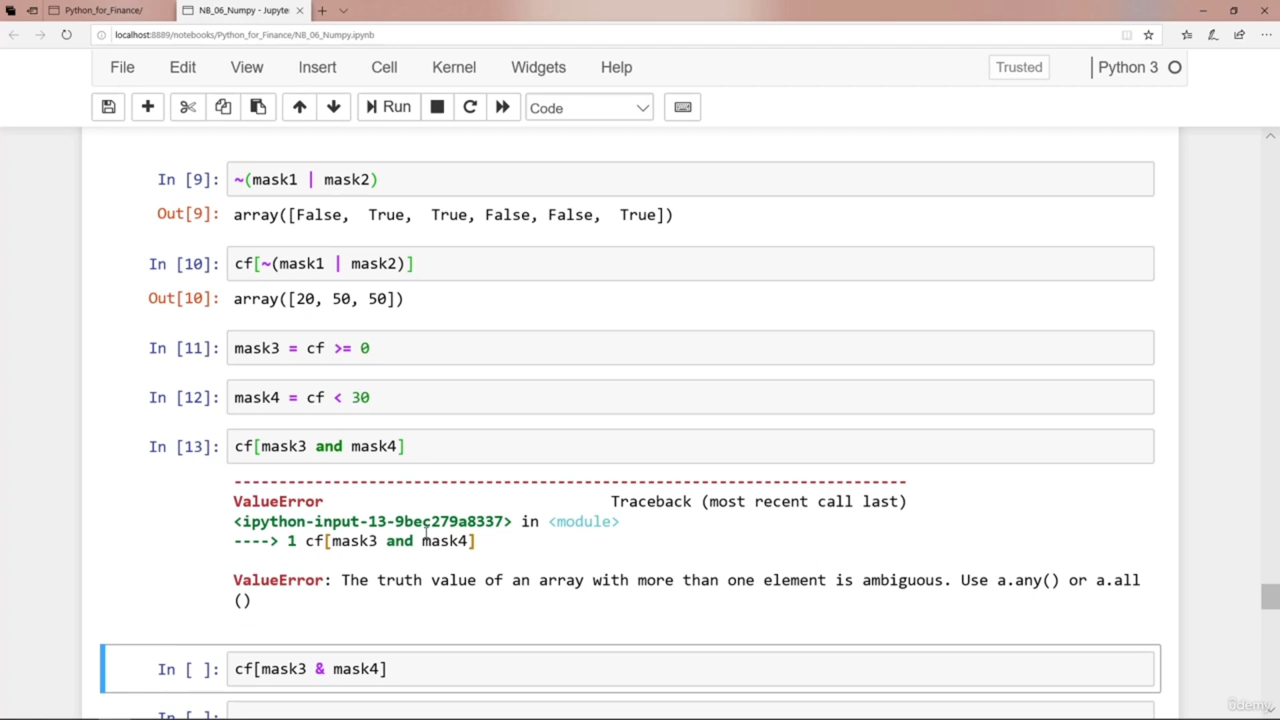 Python_for_Finance/
NB_06_Numpy - Jupyte
localhost:8889/notebooks/Python_for_Finance/NB_06_Numpy.ipynb
File Edit View Insert Cell Kernel Widgets Help Trusted Python 3
Run Code
In [9]: ~(mask1 | mask2)
Out[9]: array([False,  True,  True, False, False,  True])
In [10]: cf[~(mask1 | mask2)]
Out[10]: array([20, 50, 50])
In [11]: mask3 = cf >= 0
In [12]: mask4 = cf < 30
In [13]: cf[mask3 and mask4]
---------------------------------------------------------------------------
ValueError Traceback (most recent call last)
<ipython-input-13-9bec279a8337> in <module>
----> 1 cf[mask3 and mask4]
ValueError: The truth value of an array with more than one element is ambiguous. Use a.any() or a.all
()
In [ ]: cf[mask3 & mask4]
In [ ]:
ûdemy